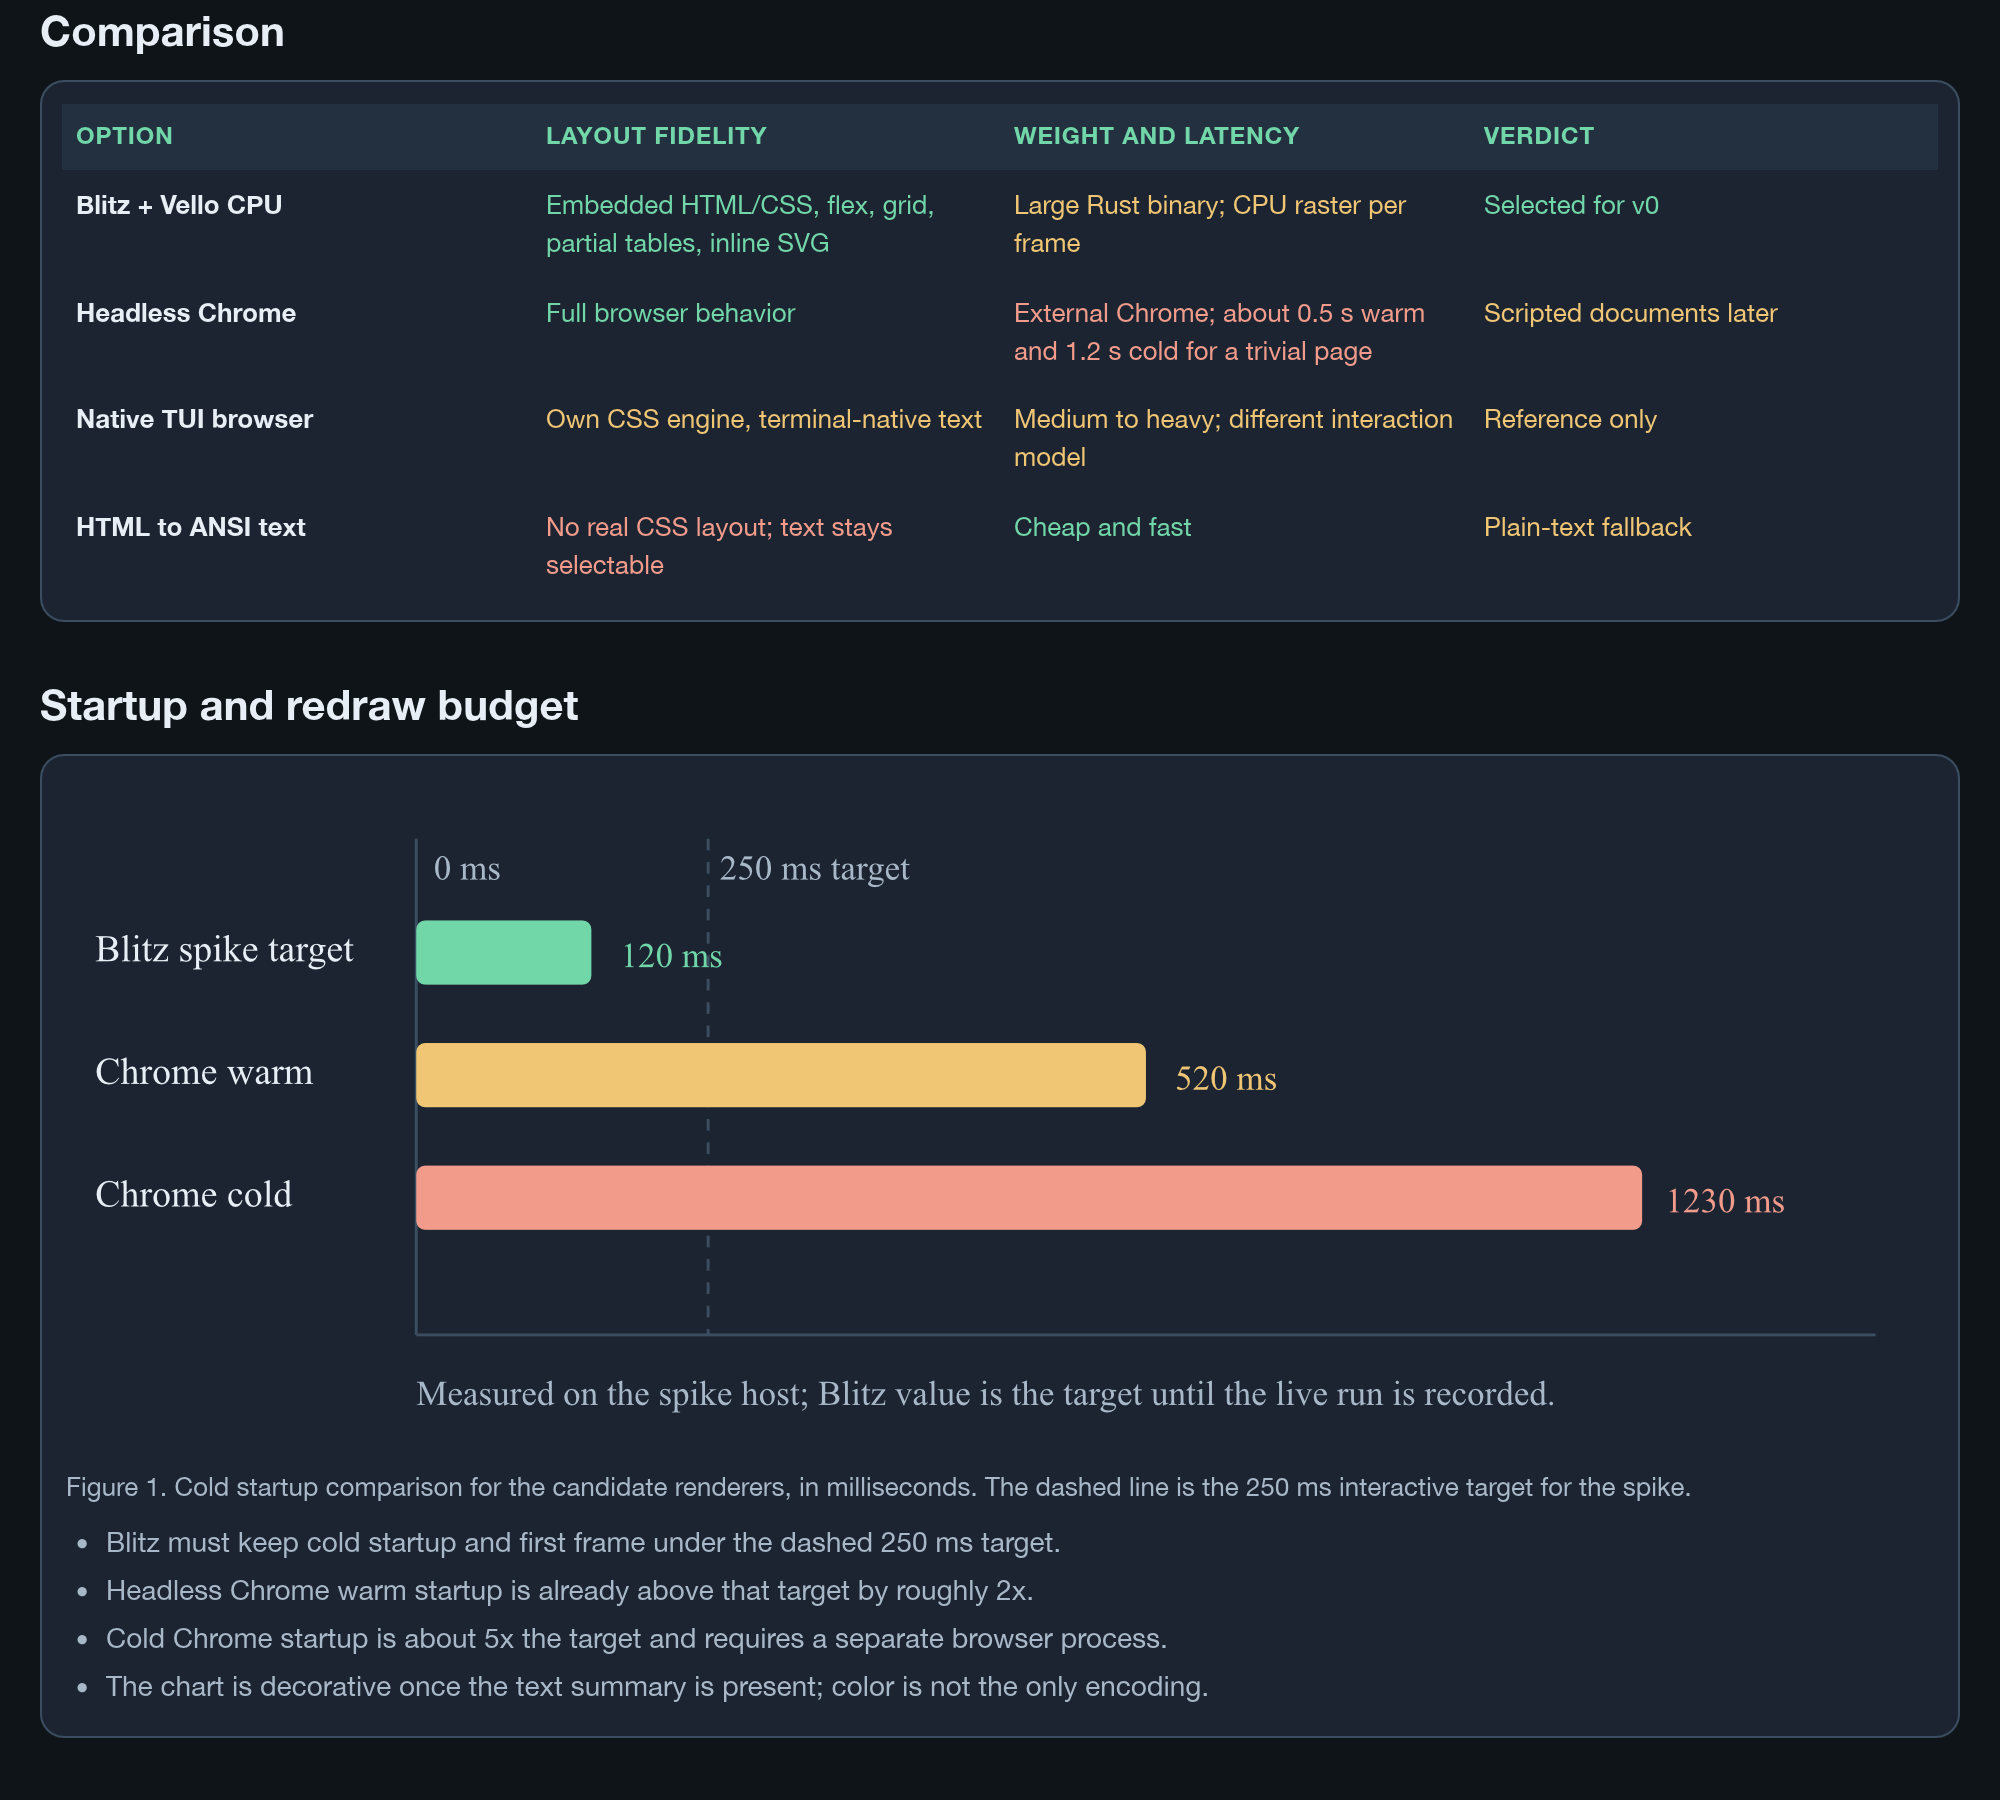 Comparison
OPTION LAYOUT FIDELITY WEIGHT AND LATENCY VERDICT
Blitz + Vello CPU Embedded HTML/CSS, flex, grid, Large Rust binary; CPU raster per Selected for v0
partial tables, inline SVG frame
Headless Chrome Full browser behavior External Chrome; about 0.5 s warm Scripted documents later
and 1.2 s cold for a trivial page
Native TUI browser Own CSS engine, terminal-native text Medium to heavy; different interaction Reference only
model
HTML to ANSI text No real CSS layout; text stays Cheap and fast Plain-text fallback
selectable
Startup and redraw budget
0 ms 250 ms target
Blitz spike target 120 ms
Chrome warm 520 ms
Chrome cold 1230 ms
Measured on the spike host; Blitz value is the target until the live run is recorded.
Figure 1. Cold startup comparison for the candidate renderers, in milliseconds. The dashed line is the 250 ms interactive target for the spike.
• Blitz must keep cold startup and first frame under the dashed 250 ms target.
• Headless Chrome warm startup is already above that target by roughly 2x.
• Cold Chrome startup is about 5x the target and requires a separate browser process.
• The chart is decorative once the text summary is present; color is not the only encoding.